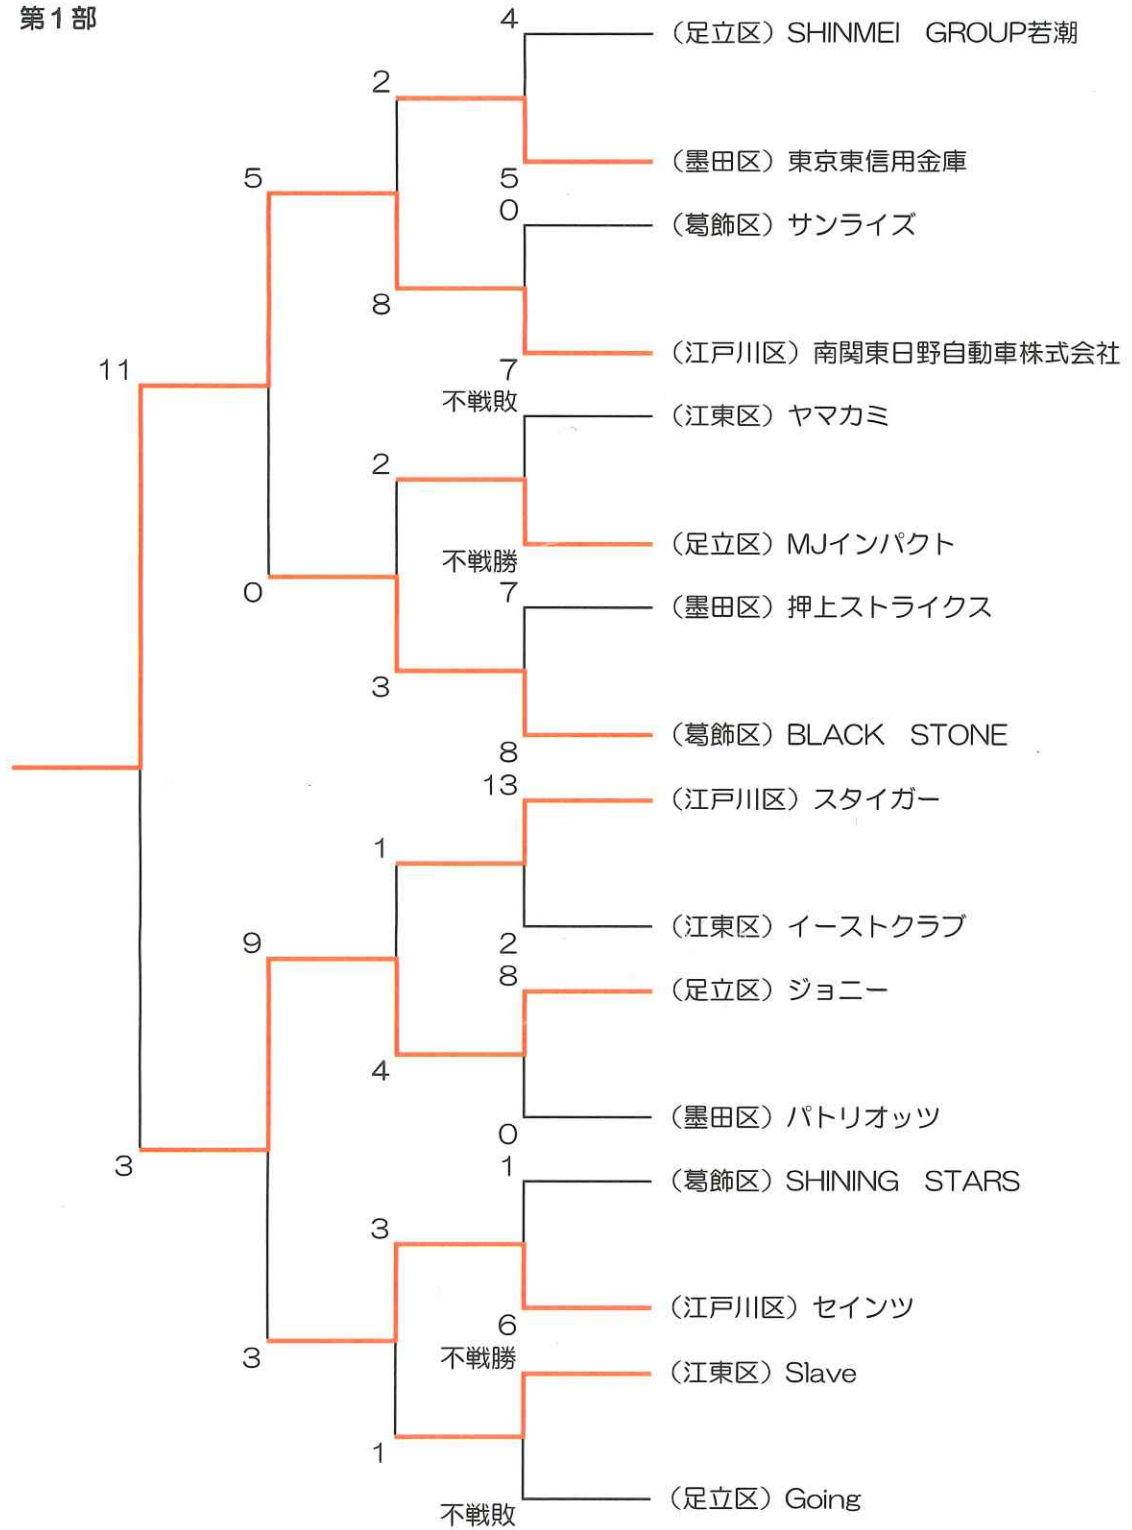 第1部
4
（足立区）SHINMEI　GROUP若潮
2
（墨田区）東京東信用金庫
5
5
0
（葛飾区）サンライズ
8
（江戸川区）南関東日野自動車株式会社
11
7
不戦敗
（江東区）ヤマカミ
2
（足立区）MJインパクト
不戦勝
0
7
（墨田区）押上ストライクス
3
（葛飾区）BLACK　STONE
8
13
（江戸川区）スタイガー
1
（江東区）イーストクラブ
9
2
8
（足立区）ジョニー
4
（墨田区）パトリオッツ
0
3
1
（葛飾区）SHINING　STARS
3
（江戸川区）セインツ
6
3
不戦勝
（江東区）Slave
1
（足立区）Going
不戦敗